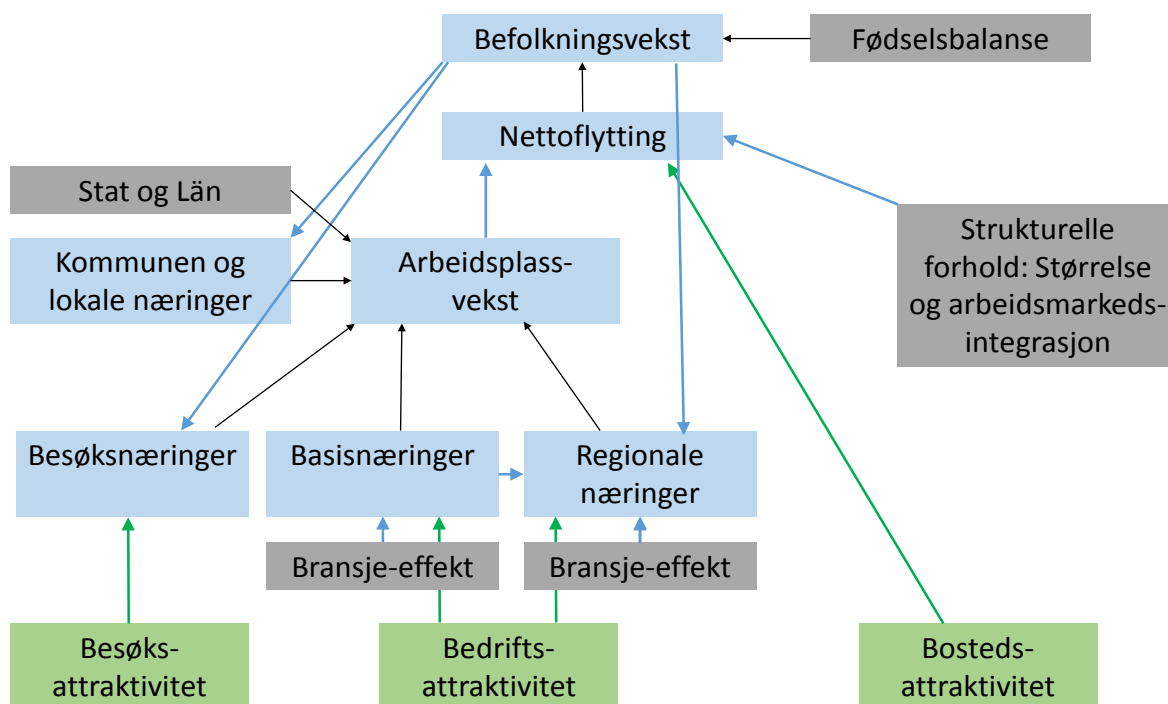 Befolkningsvekst
Fødselsbalanse
Nettoflytting
Stat og Län
Kommunen og
lokale næringer
Arbeidsplass-
vekst
Strukturelle
forhold: Størrelse
og arbeidsmarkeds-
integrasjon
Besøksnæringer
Basisnæringer
Regionale
næringer
Bransje-effekt
Bransje-effekt
Besøks-
attraktivitet
Bedrifts-
attraktivitet
Bosteds-
attraktivitet